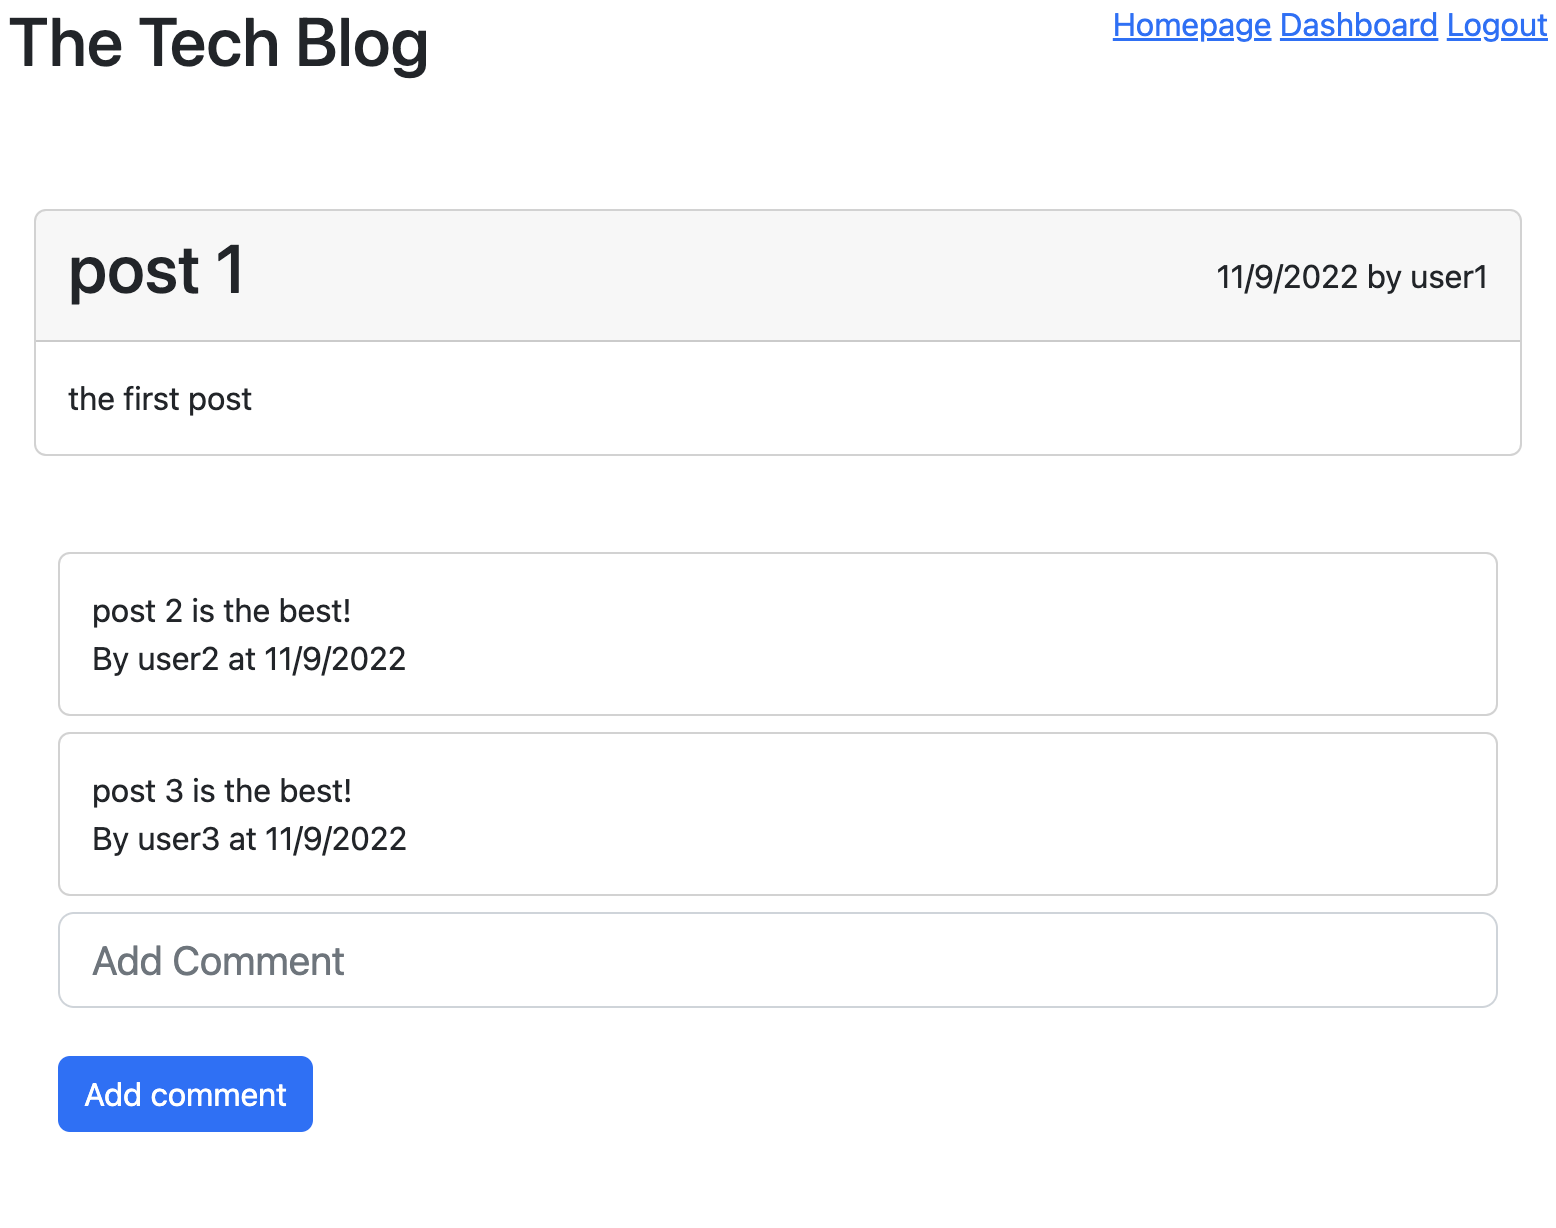 The Tech Blog
Homepage Dashboard Logout
post 1
11/9/2022 by user1
the first post
post 2 is the best!
By user2 at 11/9/2022
post 3 is the best!
By user3 at 11/9/2022
Add Comment
Add comment